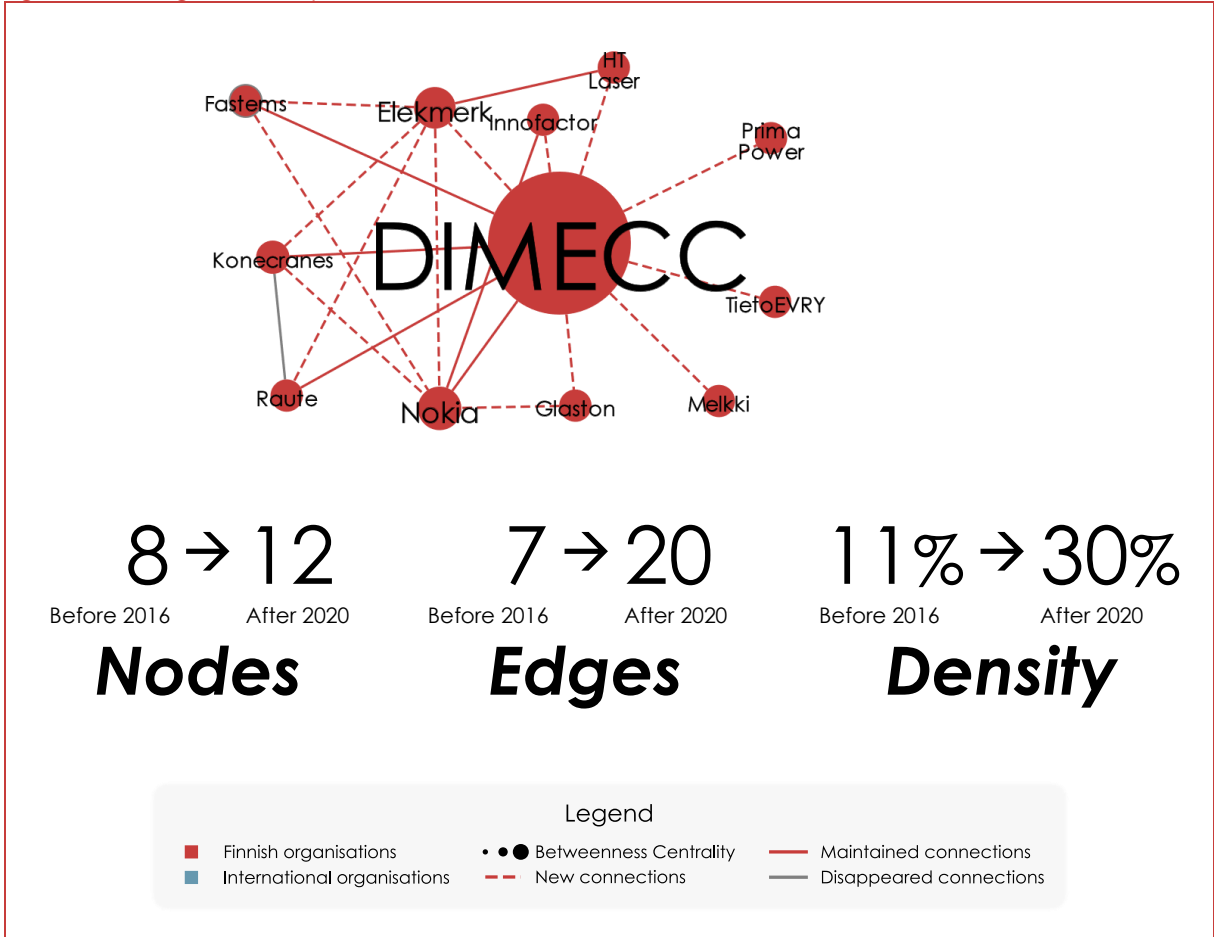 HT
Laser
Fastems
Elekmerk
Innofactor
Prima
Power
DIMECC
Konecranes
TietoEVRY
Raute
Nokia
Glaston
Melkki
8 → 12
Before 2016 After 2020
Nodes
7 → 20
Before 2016 After 2020
Edges
11% → 30%
Before 2016 After 2020
Density
Legend
Finnish organisations
International organisations
Betweenness Centrality
New connections
Maintained connections
Disappeared connections